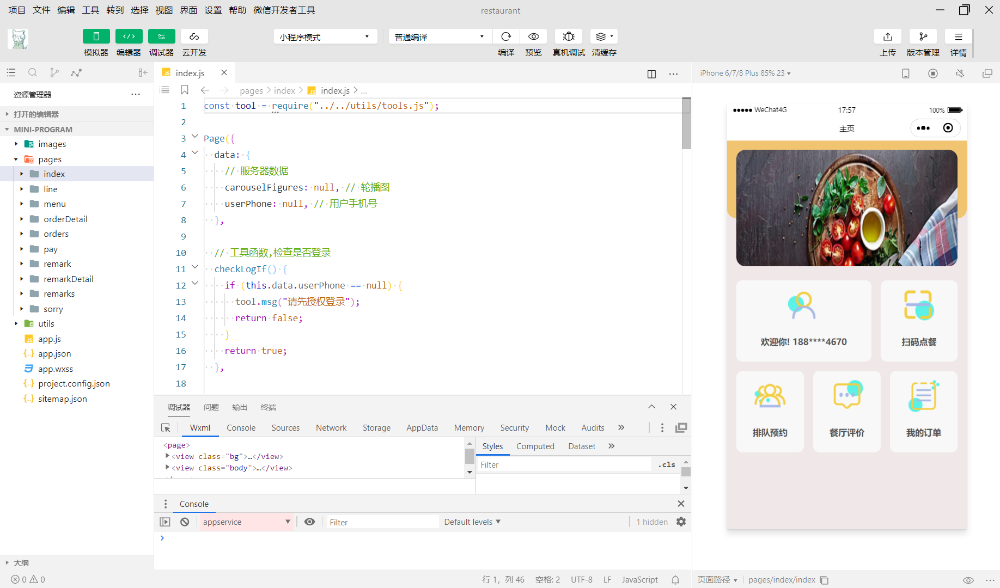 项目 文件 编辑 工具 转到 选择 视图 界面 设置 帮助 微信开发者工具
restaurant
模拟器 编辑器 调试器 云开发
小程序模式
普通编译
编译 预览 真机调试 清缓存
上传 版本管理 详情
资源管理器
打开的编辑器
MINI-PROGRAM
images
pages
index
line
menu
orderDetail
orders
pay
remark
remarkDetail
remarks
sorry
utils
app.js
app.json
app.wxss
project.config.json
sitemap.json
大纲
0 0
JS index.js
pages > index > JS index.js > ...
1 const tool = require("../../utils/tools.js");
2
3 Page({
4 data: {
5 // 服务器数据
6 carouselFigures: null, // 轮播图
7 userPhone: null, // 用户手机号
8 },
9
10 // 工具函数,检查是否登录
11 checkLogIf() {
12 if (this.data.userPhone == null) {
13 tool.msg("请先授权登录");
14 return false;
15 }
16 return true;
17 },
18
调试器 问题 输出 终端
Wxml Console Sources Network Storage AppData Memory Security Mock Audits
<page>
<view class="bg">…</view>
<view class="body">…</view>
Styles Computed Dataset
Filter .cls
Console
appservice Filter Default levels 1 hidden
行 1，列 46 空格: 2 UTF-8 LF JavaScript
iPhone 6/7/8 Plus 85% 23
WeChat4G 17:57 100%
主页
欢迎你! 188****4670
扫码点餐
排队预约
餐厅评价
我的订单
页面路径 pages/index/index